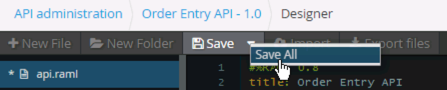 API administration Order Entry API - 1.0 Designer
+ New File New Folder Save Import Export files
Save All
* api.raml
1 #%RAML 0.8
2 title: Order Entry API